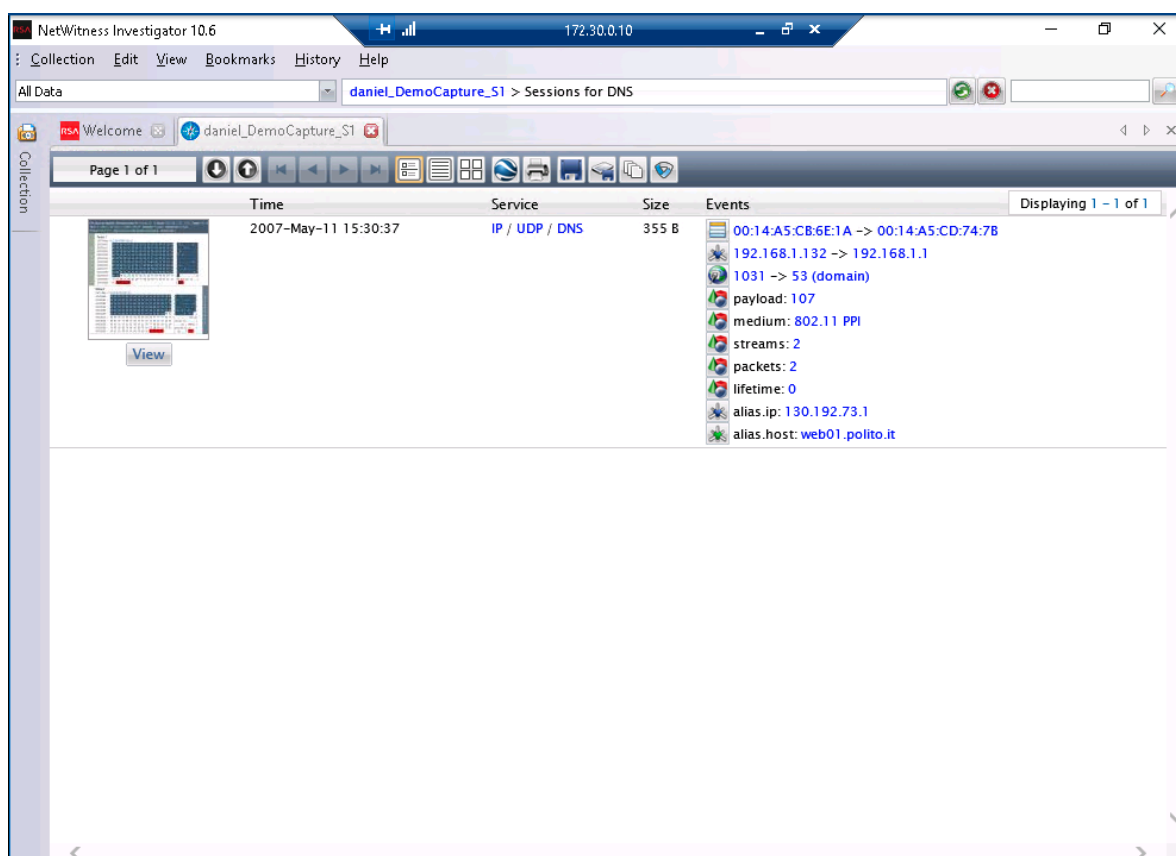 RSA NetWitness Investigator 10.6 172.30.0.10
Collection Edit View Bookmarks History Help
All Data daniel_DemoCapture_S1 > Sessions for DNS
RSA Welcome daniel_DemoCapture_S1
Collection
Page 1 of 1
Time Service Size Events Displaying 1 - 1 of 1
2007-May-11 15:30:37 IP / UDP / DNS 355 B 00:14:A5:CB:6E:1A -> 00:14:A5:CD:74:7B
192.168.1.132 -> 192.168.1.1
1031 -> 53 (domain)
payload: 107
medium: 802.11 PPI
View
streams: 2
packets: 2
lifetime: 0
alias.ip: 130.192.73.1
alias.host: web01.polito.it